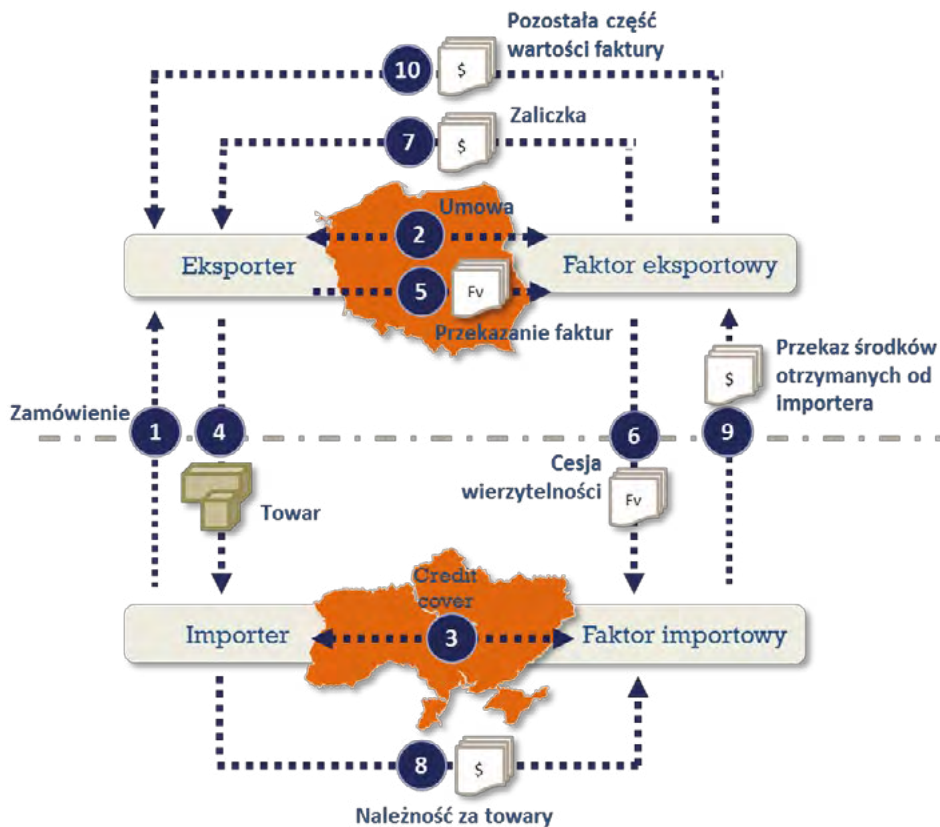 Pozostała część
wartości faktury
10
$
Zaliczka
7
$
Umowa
2
Eksporter
Faktor eksportowy
5
Fv
Przekazanie faktur
Przekaz środków
otrzymanych od
importera
$
Zamówienie
1
4
6
9
Cesja
wierzytelności
Fv
Towar
Credit
cover
Importer
3
Faktor importowy
8
$
Należność za towary